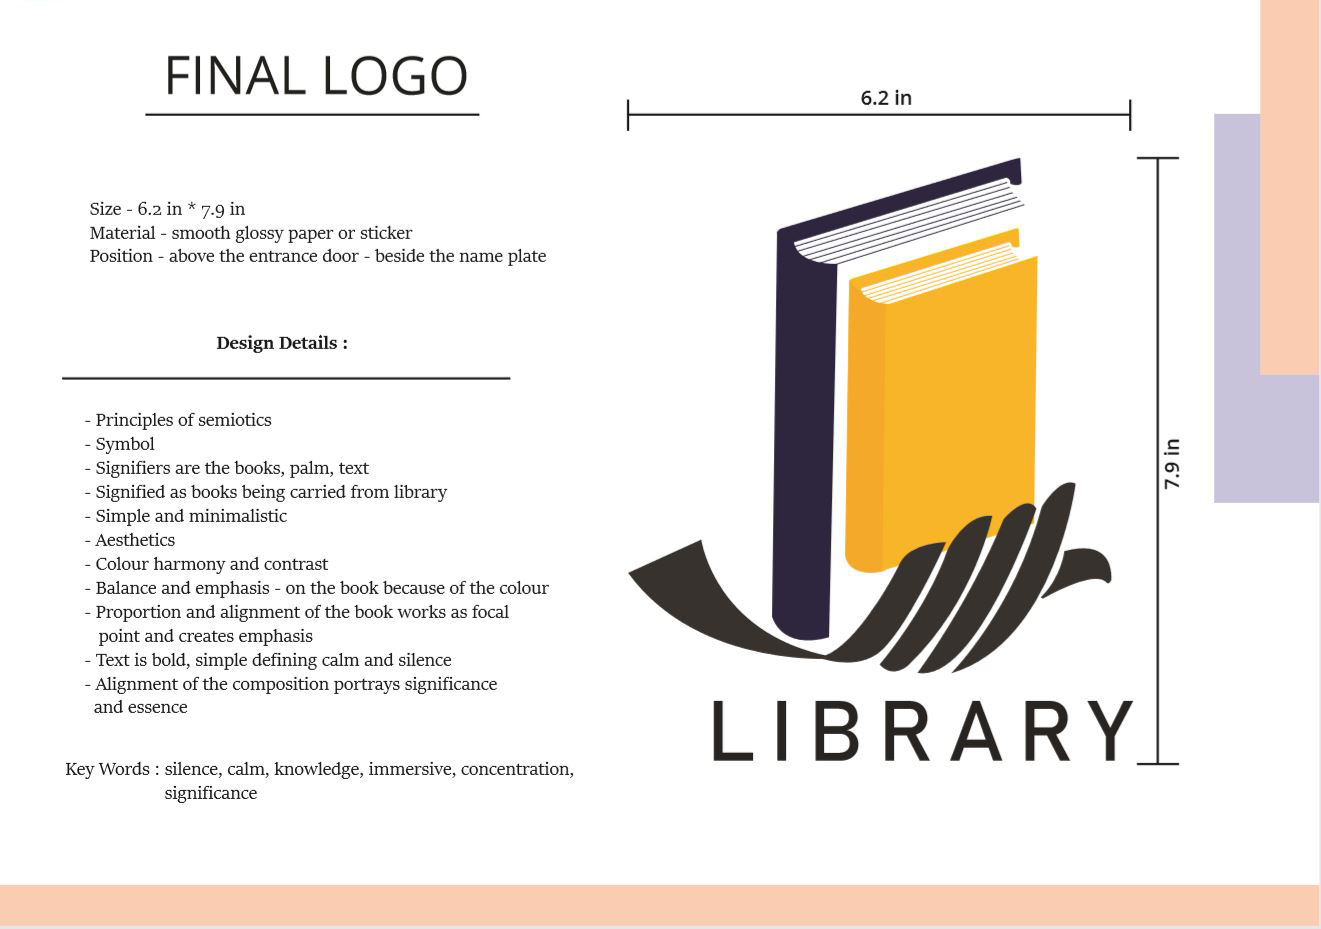 FINAL LOGO
Size - 6.2 in * 7.9 in
Material - smooth glossy paper or sticker
Position - above the entrance door - beside the name plate
Design Details :
- Principles of semiotics
- Symbol
- Signifiers are the books, palm, text
- Signified as books being carried from library
- Simple and minimalistic
- Aesthetics
- Colour harmony and contrast
- Balance and emphasis - on the book because of the colour
- Proportion and alignment of the book works as focal
point and creates emphasis
- Text is bold, simple defining calm and silence
- Alignment of the composition portrays significance
and essence
Key Words : silence, calm, knowledge, immersive, concentration,
significance
6.2 in
7.9 in
LIBRARY